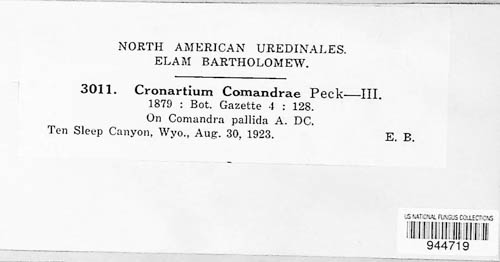 NORTH AMERICAN UREDINALES.
ELAM BARTHOLOMEW.
3011. Cronartium Comandrae Peck—III.
1879 : Bot. Gazette 4 : 128.
On Comandra pallida A. DC.
Ten Sleep Canyon, Wyo., Aug. 30, 1923. E. B.
US NATIONAL FUNGUS COLLECTIONS
944719